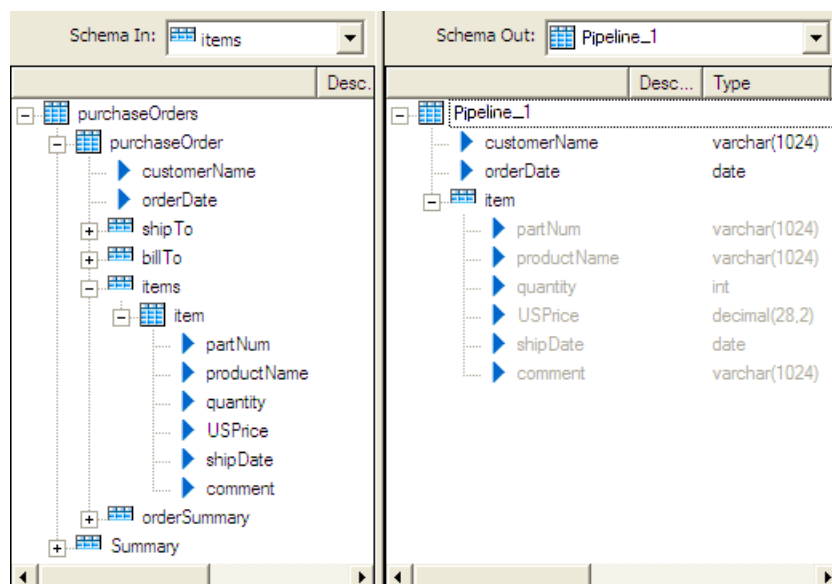 Schema In: items
Desc.
purchaseOrders
purchaseOrder
customerName
orderDate
shipTo
billTo
items
item
partNum
productName
quantity
USPrice
shipDate
comment
orderSummary
Summary
Schema Out: Pipeline_1
Desc... Type
Pipeline_1
customerName varchar(1024)
orderDate date
item
partNum varchar(1024)
productName varchar(1024)
quantity int
USPrice decimal(28,2)
shipDate date
comment varchar(1024)